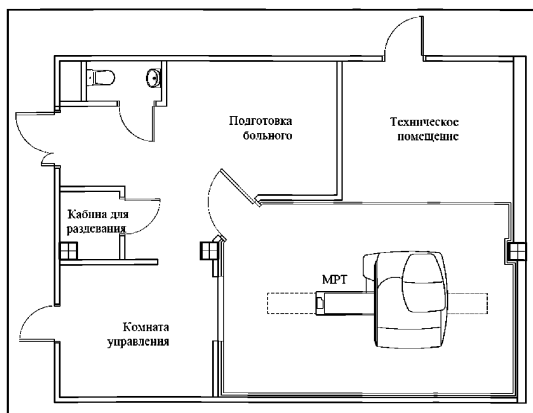 Подготовка
больного
Техническое
помещение
Кабина для
раздевания
МРТ
Комната
управления